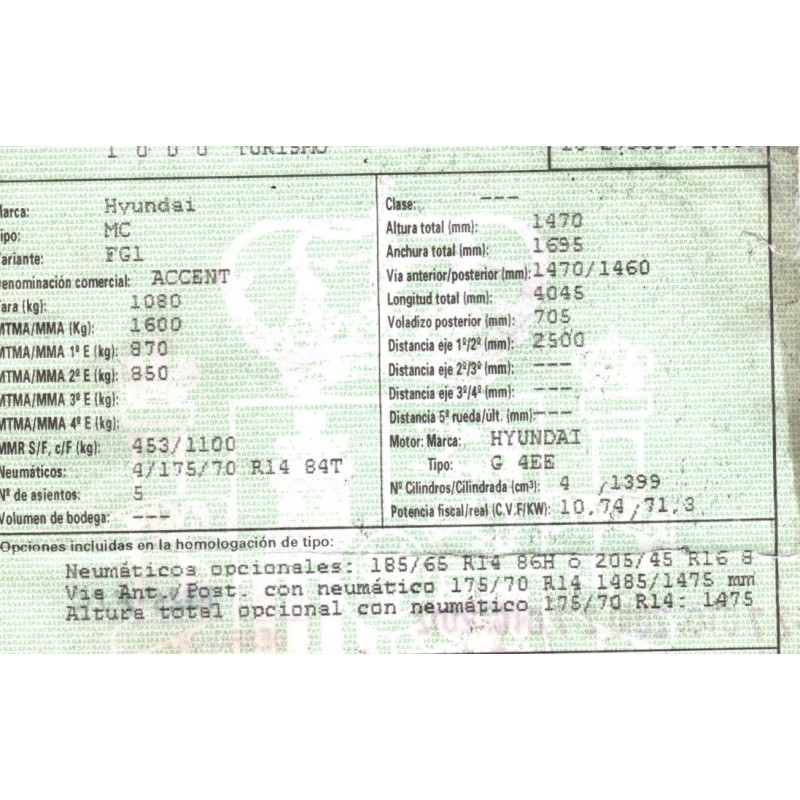 1000 TURISMO
Marca: Hyundai
Tipo: MC
Variante: FG1
Denominación comercial: ACCENT
Tara (kg): 1080
MTMA/MMA (Kg): 1600
MTMA/MMA 1º E (kg): 870
MTMA/MMA 2º E (kg): 850
MTMA/MMA 3º E (kg):
MTMA/MMA 4º E (kg):
MMR S/F, c/F (kg): 453/1100
Neumáticos: 4/175/70 R14 84T
Nº de asientos: 5
Volumen de bodega: ---
Clase: ---
Altura total (mm): 1470
Anchura total (mm): 1695
Via anterior/posterior (mm): 1470/1460
Longitud total (mm): 4045
Voladizo posterior (mm): 705
Distancia eje 1º/2º (mm): 2500
Distancia eje 2º/3º (mm): ---
Distancia eje 3º/4º (mm): ---
Distancia 5ª rueda/últ. (mm): ---
Motor: Marca: HYUNDAI
Tipo: G 4EE
Nº Cilindros/Cilindrada (cm³): 4 /1399
Potencia fiscal/real (C.V.F/KW): 10,74 /71,3
Opciones incluidas en la homologación de tipo:
Neumáticos opcionales: 185/65 R14 86H ó 205/45 R16 8
Via Ant./Post. con neumático 175/70 R14 1485/1475 mm
Altura total opcional con neumático 175/70 R14: 1475